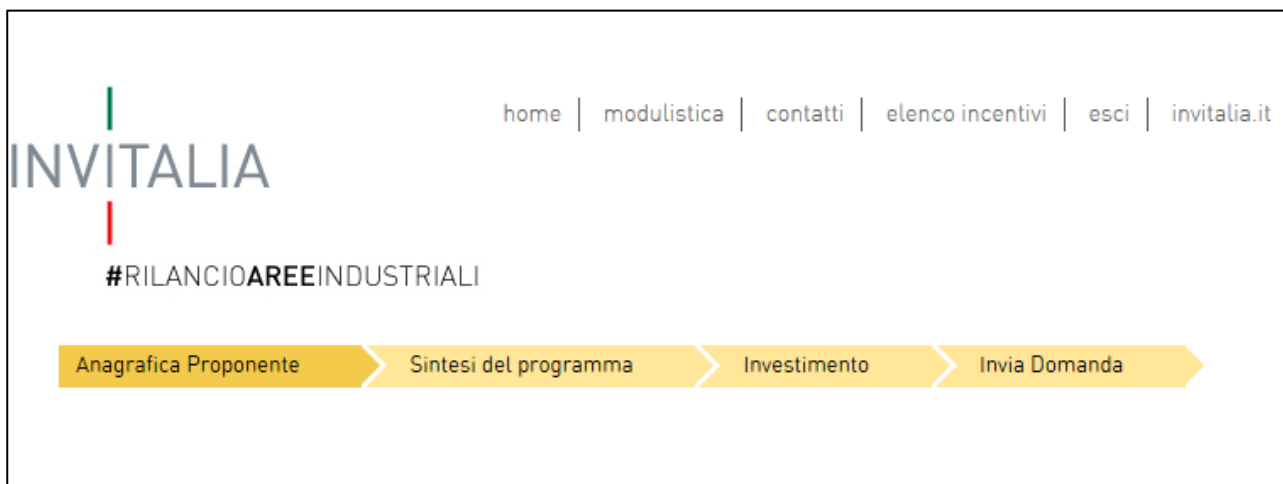 home | modulistica | contatti | elenco incentivi | esci | invitalia.it
INVITALIA
#RILANCIOAREEINDUSTRIALI
Anagrafica Proponente Sintesi del programma Investimento Invia Domanda